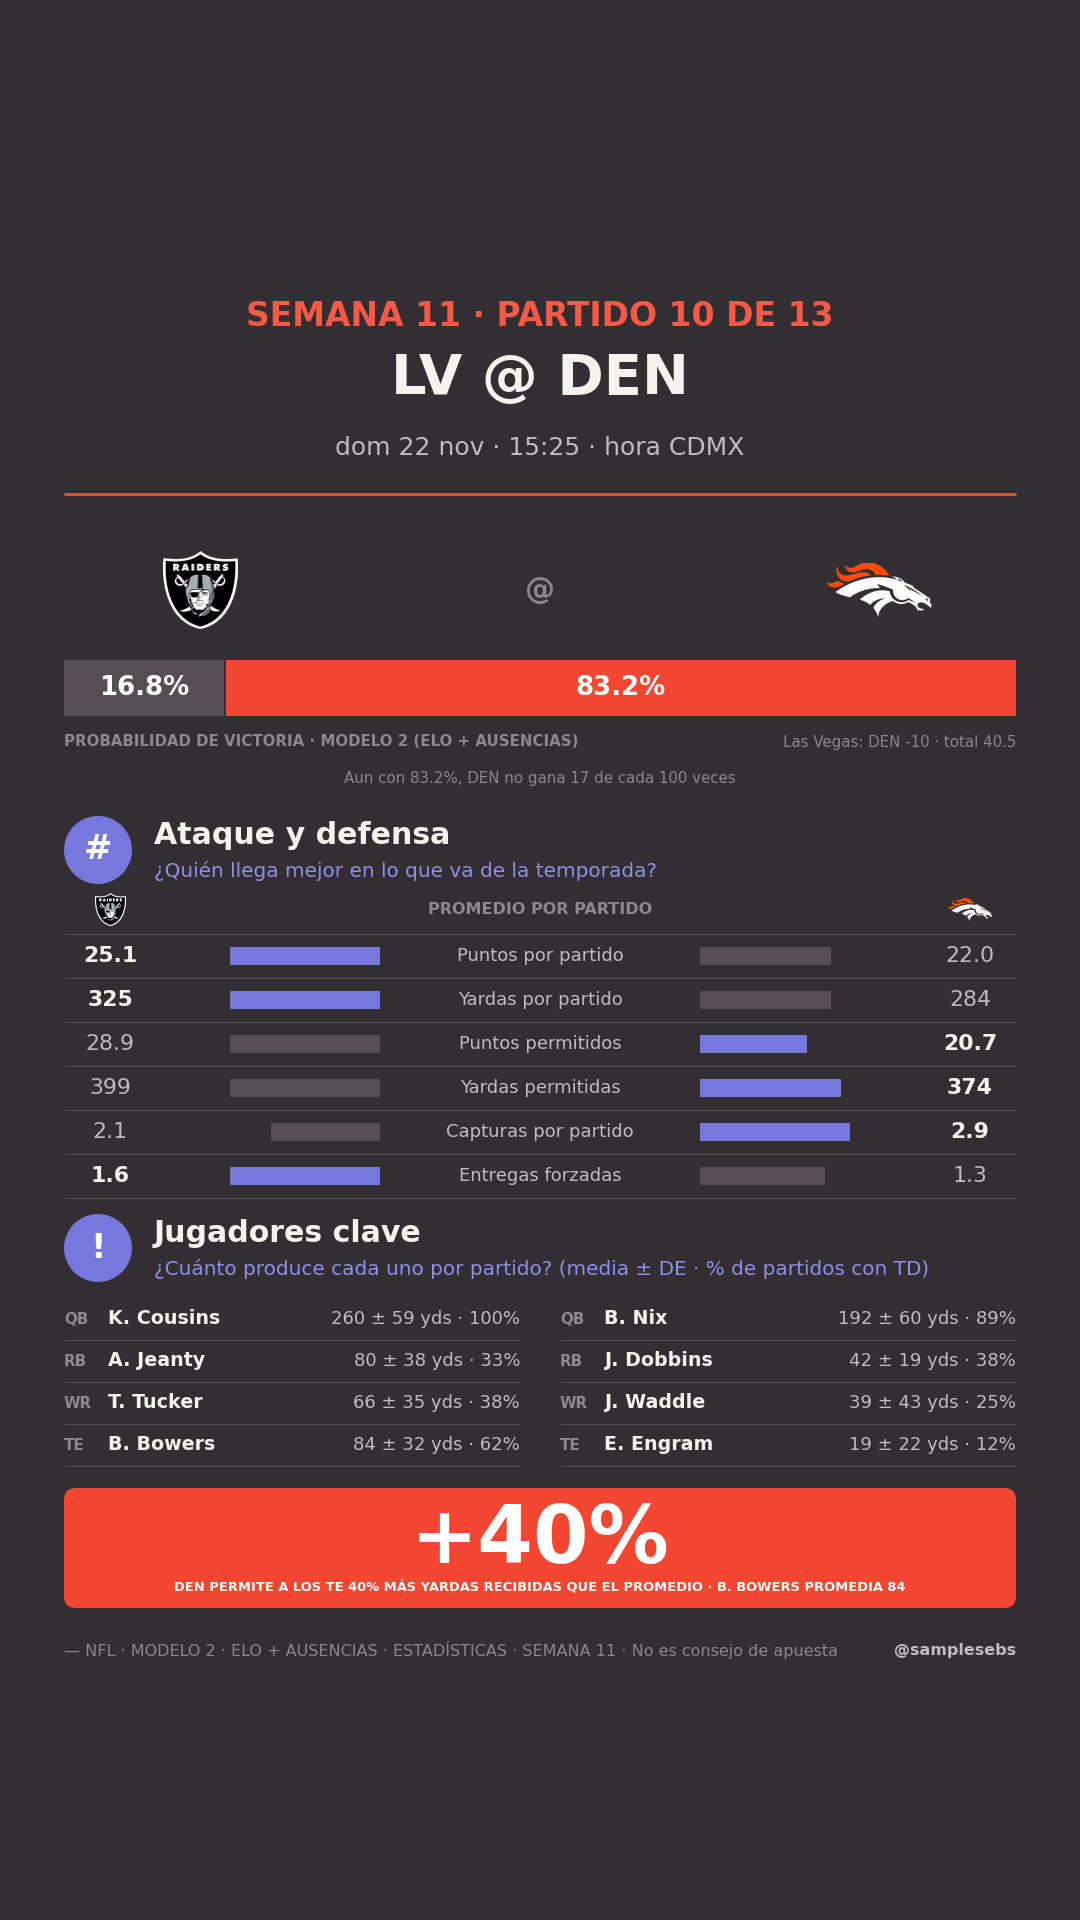 SEMANA 11 · PARTIDO 10 DE 13
LV @ DEN
dom 22 nov · 15:25 · hora CDMX
RAIDERS
@
16.8% 83.2%
PROBABILIDAD DE VICTORIA · MODELO 2 (ELO + AUSENCIAS) Las Vegas: DEN -10 · total 40.5
Aun con 83.2%, DEN no gana 17 de cada 100 veces
# Ataque y defensa
¿Quién llega mejor en lo que va de la temporada?
RAIDERS PROMEDIO POR PARTIDO
25.1 Puntos por partido 22.0
325 Yardas por partido 284
28.9 Puntos permitidos 20.7
399 Yardas permitidas 374
2.1 Capturas por partido 2.9
1.6 Entregas forzadas 1.3
! Jugadores clave
¿Cuánto produce cada uno por partido? (media ± DE · % de partidos con TD)
QB K. Cousins 260 ± 59 yds · 100% QB B. Nix 192 ± 60 yds · 89%
RB A. Jeanty 80 ± 38 yds · 33% RB J. Dobbins 42 ± 19 yds · 38%
WR T. Tucker 66 ± 35 yds · 38% WR J. Waddle 39 ± 43 yds · 25%
TE B. Bowers 84 ± 32 yds · 62% TE E. Engram 19 ± 22 yds · 12%
+40%
DEN PERMITE A LOS TE 40% MÁS YARDAS RECIBIDAS QUE EL PROMEDIO · B. BOWERS PROMEDIA 84
— NFL · MODELO 2 · ELO + AUSENCIAS · ESTADÍSTICAS · SEMANA 11 · No es consejo de apuesta @samplesebs